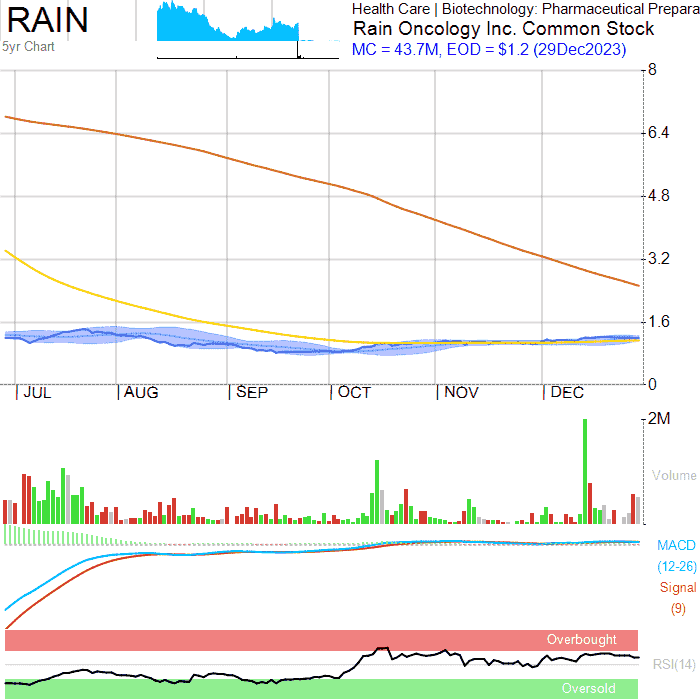 RAIN
5yr Chart
Health Care | Biotechnology: Pharmaceutical Prepara
Rain Oncology Inc. Common Stock
MC = 43.7M, EOD = $1.2 (29Dec2023)
8
6.4
4.8
3.2
1.6
0
JUL
AUG
SEP
OCT
NOV
DEC
2M
Volume
MACD
(12-26)
Signal
(9)
Overbought
RSI(14)
Oversold